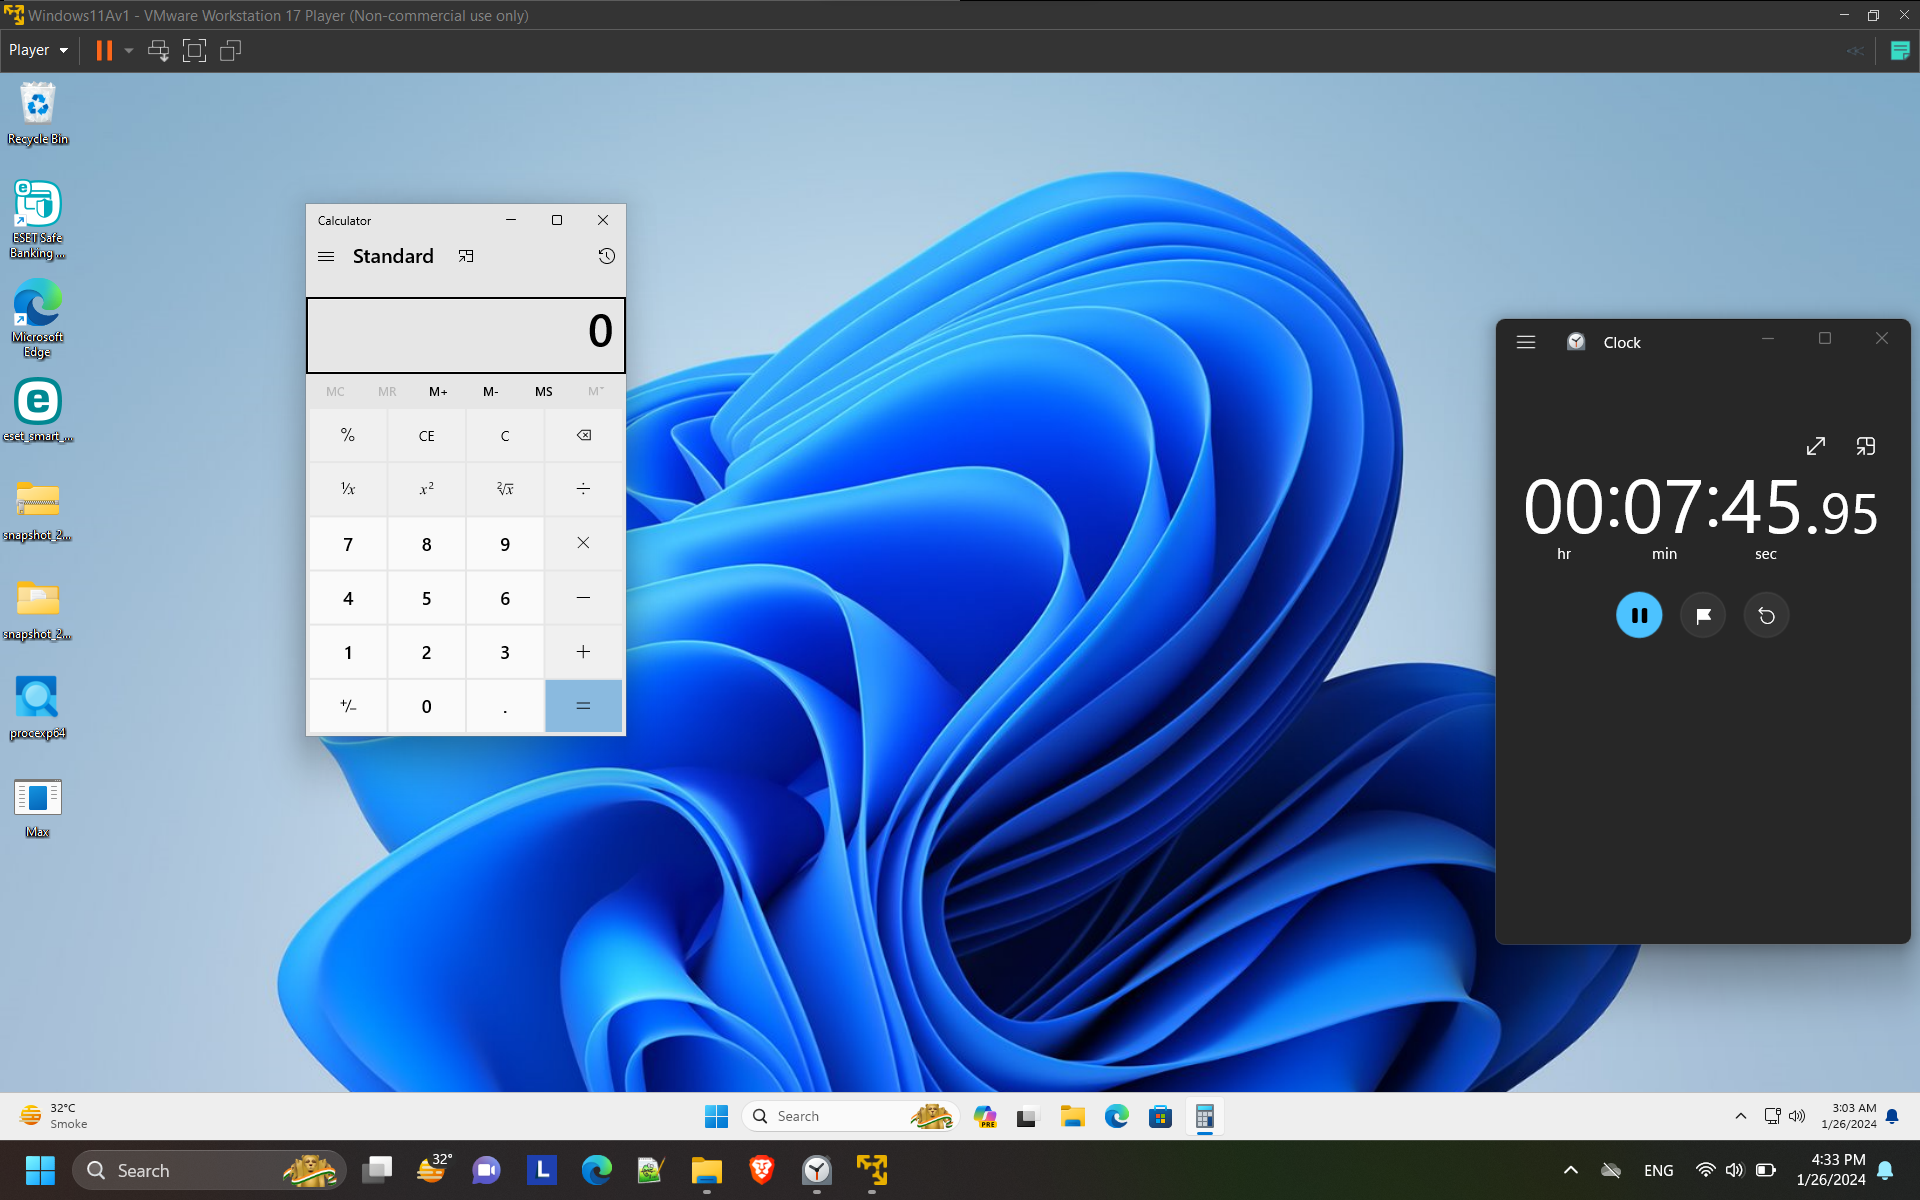 Windows11Av1 - VMware Workstation 17 Player (Non-commercial use only)
Player
Recycle Bin
ESET Safe
Banking ...
Microsoft
Edge
eset_smart_...
snapshot_2...
snapshot_2...
procexp64
Max
Calculator
Standard
0
MC MR M+ M- MS M˅
% CE C
¹/x x² ²√x ÷
7 8 9 ×
4 5 6 −
1 2 3 +
+/− 0 . =
Clock
00:07:45.95
hr min sec
32°C
Smoke
Search
PRE
3:03 AM
1/26/2024
Search
32°
L
ENG
4:33 PM
1/26/2024